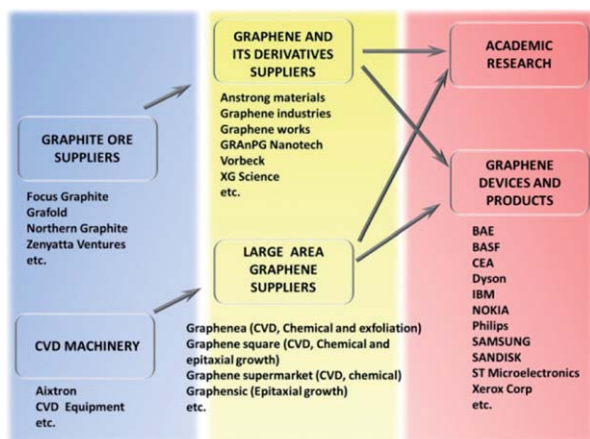 GRAPHITE ORE
SUPPLIERS
Focus Graphite
Grafold
Northern Graphite
Zenyatta Ventures
etc.
CVD MACHINERY
Aixtron
CVD Equipment
etc.
GRAPHENE AND
ITS DERIVATIVES
SUPPLIERS
Anstrong materials
Graphene industries
Graphene works
GRAnPG Nanotech
Vorbeck
XG Science
etc.
LARGE AREA
GRAPHENE
SUPPLIERS
Graphenea (CVD, Chemical and exfoliation)
Graphene square (CVD, Chemical and
epitaxial growth)
Graphene supermarket (CVD, chemical)
Graphensic (Epitaxial growth)
etc.
ACADEMIC
RESEARCH
GRAPHENE
DEVICES AND
PRODUCTS
BAE
BASF
CEA
Dyson
IBM
NOKIA
Philips
SAMSUNG
SANDISK
ST Microelectronics
Xerox Corp
etc.